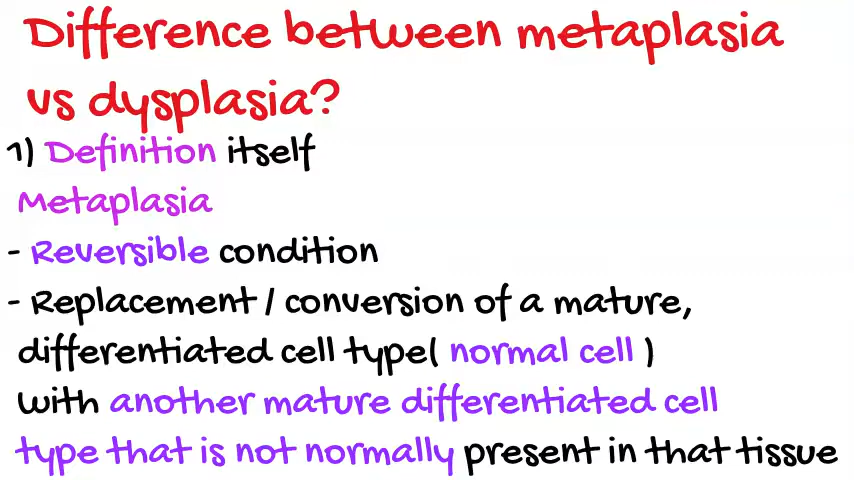 Difference between metaplasia
vs dysplasia?
1) Definition itself
Metaplasia
- Reversible condition
- Replacement / conversion of a mature,
differentiated cell type( normal cell )
with another mature differentiated cell
type that is not normally present in that tissue